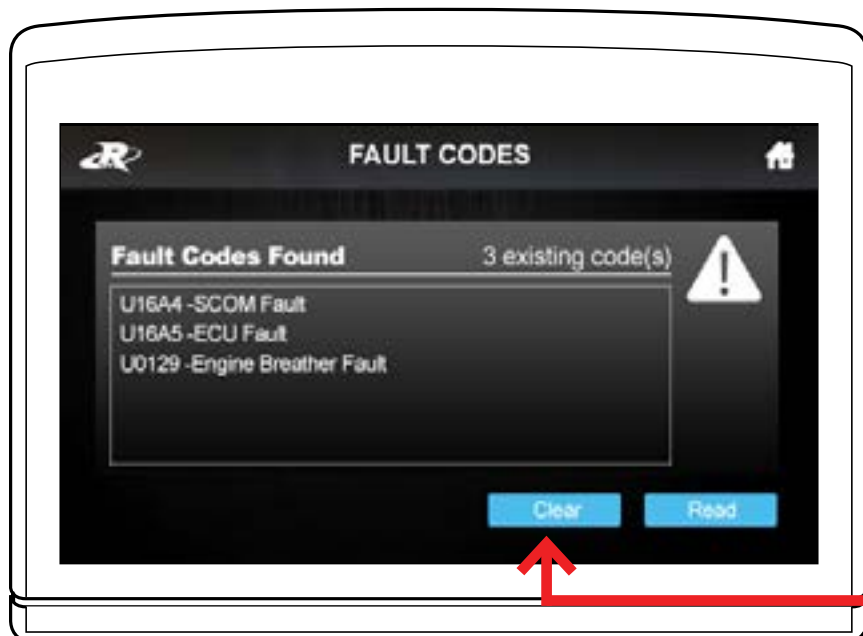 FAULT CODES
Fault Codes Found 3 existing code(s)
U16A4 -SCOM Fault
U16A5 -ECU Fault
U0129 -Engine Breather Fault
Clear Read